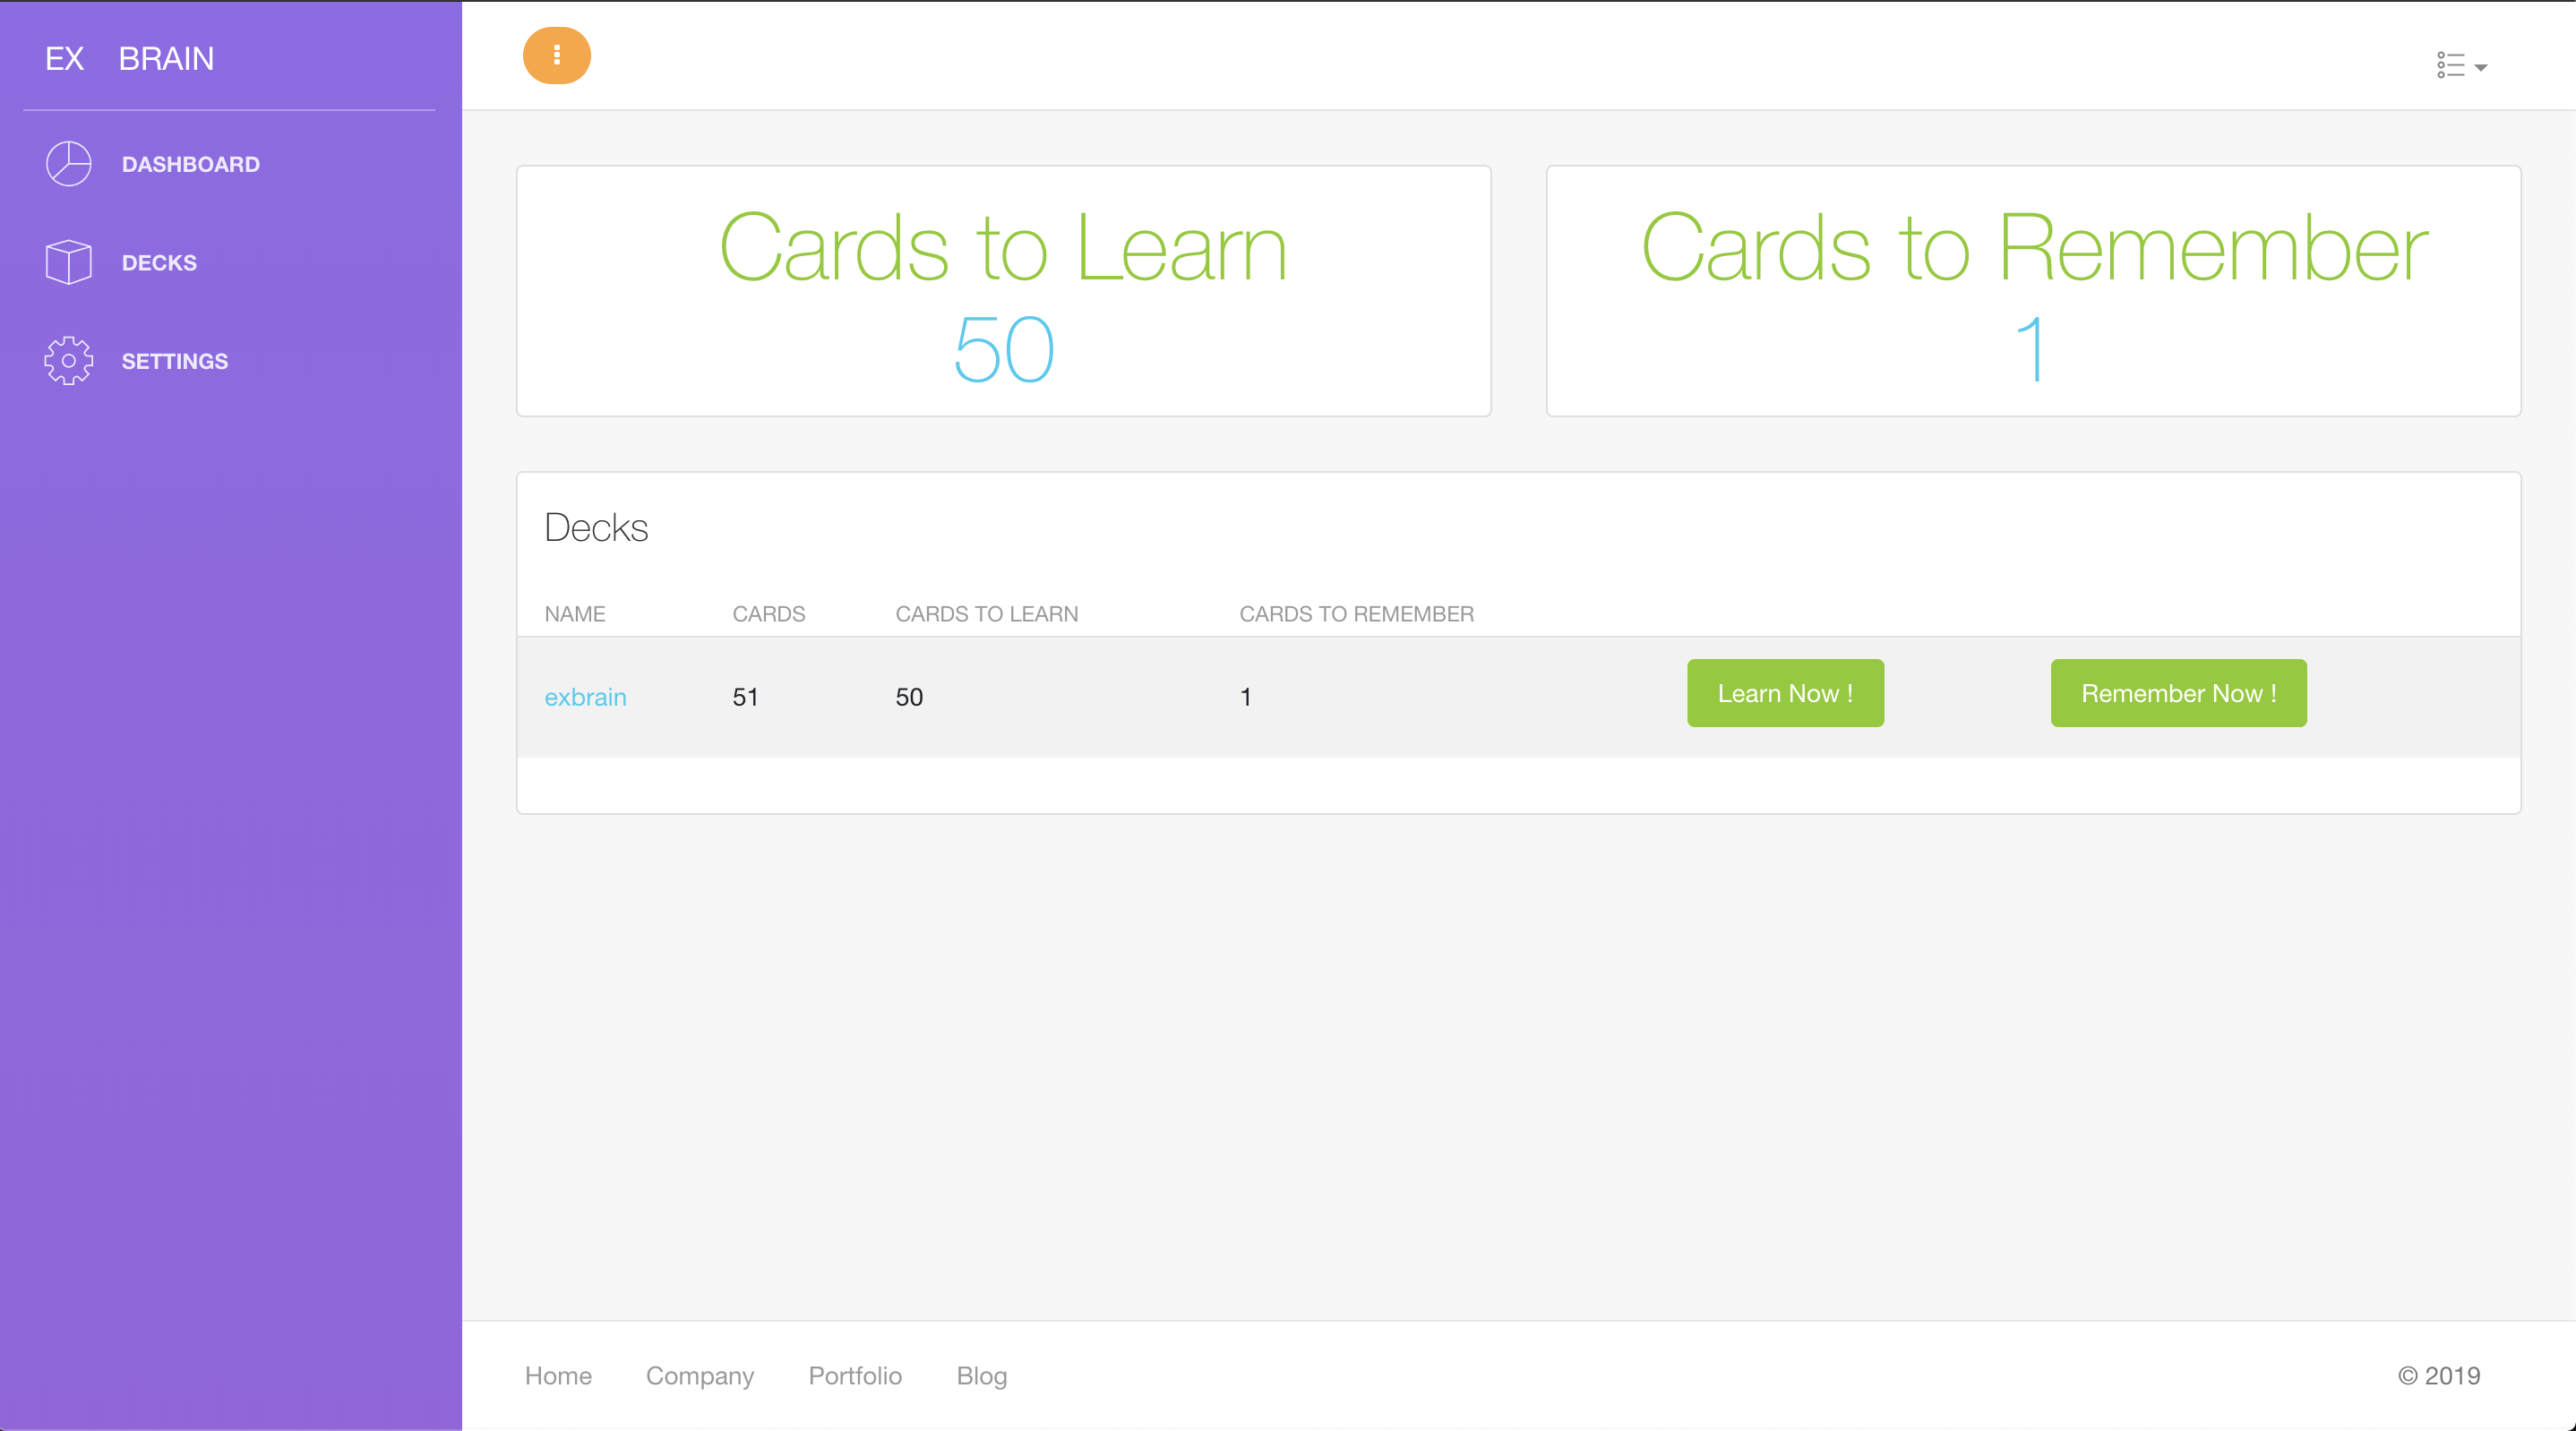 EX BRAIN
DASHBOARD
DECKS
SETTINGS
Cards to Learn
50
Cards to Remember
1
Decks
NAME CARDS CARDS TO LEARN CARDS TO REMEMBER
exbrain 51 50 1 Learn Now ! Remember Now !
Home Company Portfolio Blog © 2019